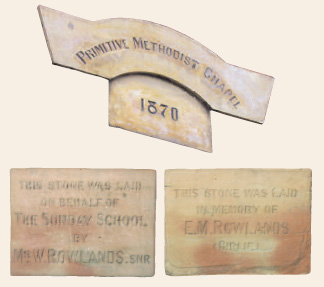 PRIMITIVE METHODIST CHAPEL
1870
THIS STONE WAS LAID
ON BEHALF OF
THE SUNDAY SCHOOL
BY
MR W. ROWLANDS. SNR
THIS STONE WAS LAID
IN MEMORY OF
E.M. ROWLANDS